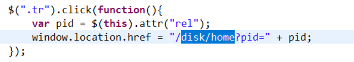 $(".tr").click(function(){
    var pid = $(this).attr("rel");
    window.location.href = "/disk/home?pid=" + pid;
});